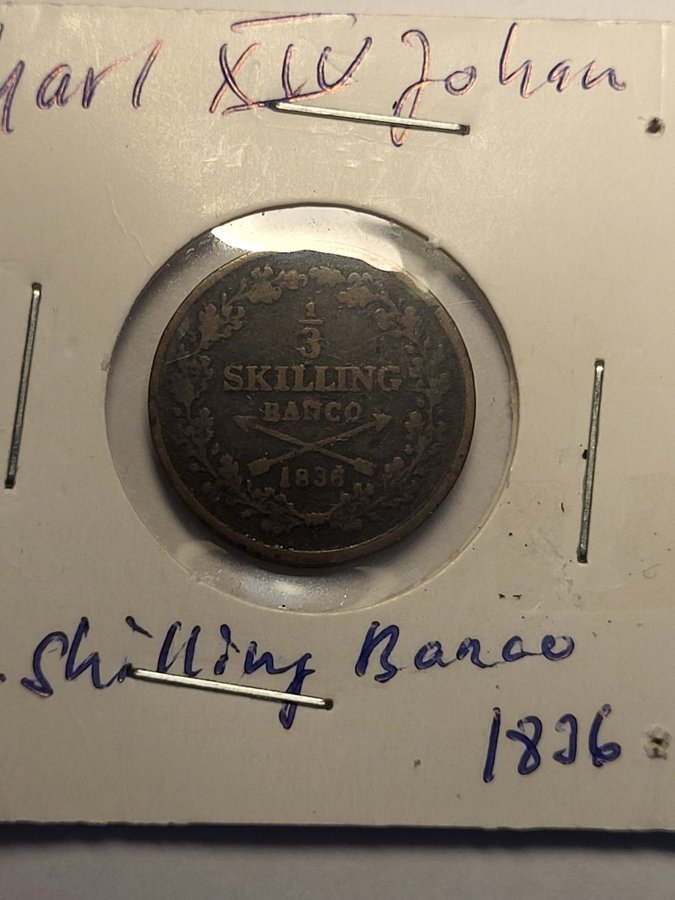 Karl XIV Johan
1
3
SKILLING
BANCO
1836
Skilling Banco
1836